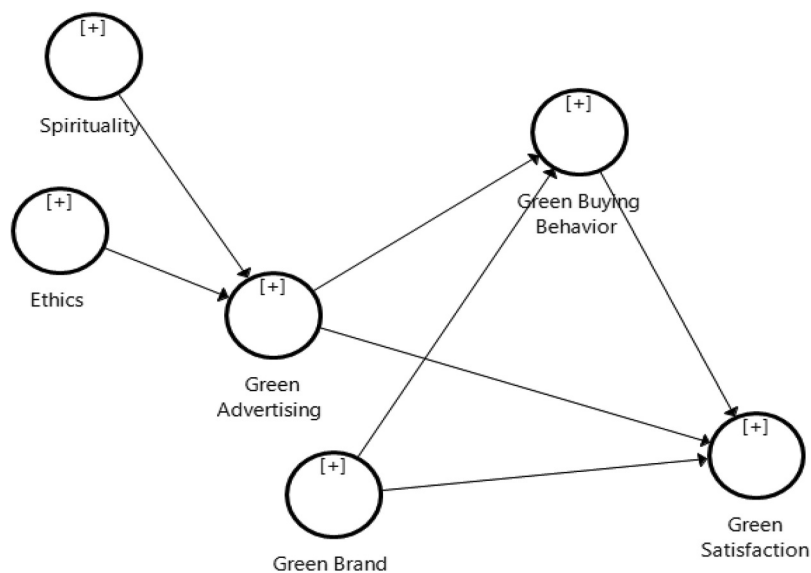 [+]
Spirituality
[+]
Green Buying
Behavior
[+]
Ethics
[+]
Green
Advertising
[+]
Green Brand
[+]
Green
Satisfaction